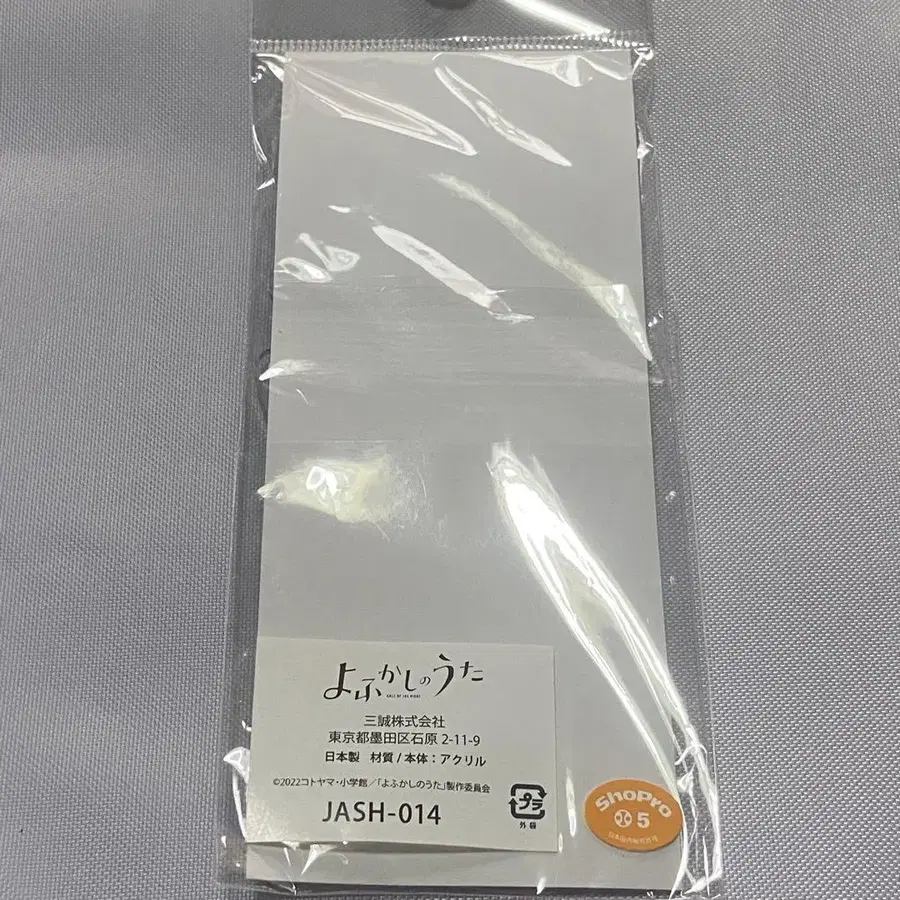 よふかしのうた
CALL OF THE NIGHT
三誠株式会社
東京都墨田区石原 2-11-9
日本製 材質 / 本体：アクリル
©2022コトヤマ・小学館／「よふかしのうた」製作委員会
JASH-014
プラ
外袋
ShoPro
5